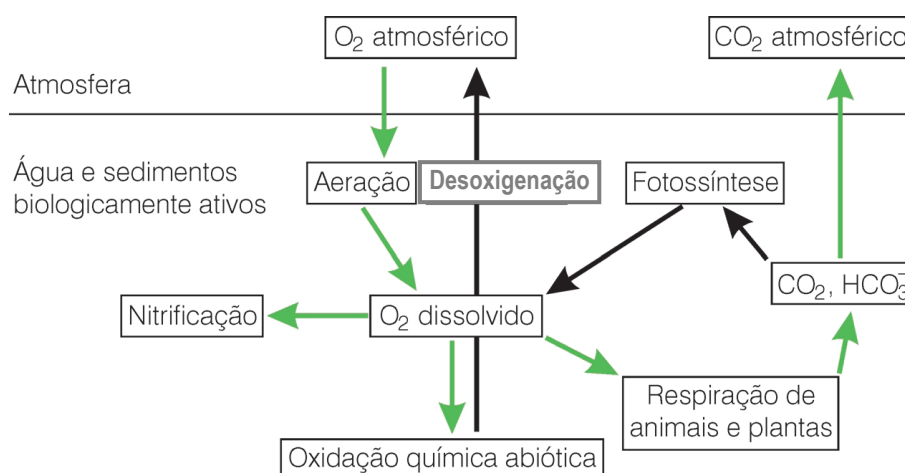 O₂ atmosférico
CO₂ atmosférico
Atmosfera
Água e sedimentos
biologicamente ativos
Aeração
Desoxigenação
Fotossíntese
CO₂, HCO₃⁻
Nitrificação
O₂ dissolvido
Respiração de
animais e plantas
Oxidação química abiótica